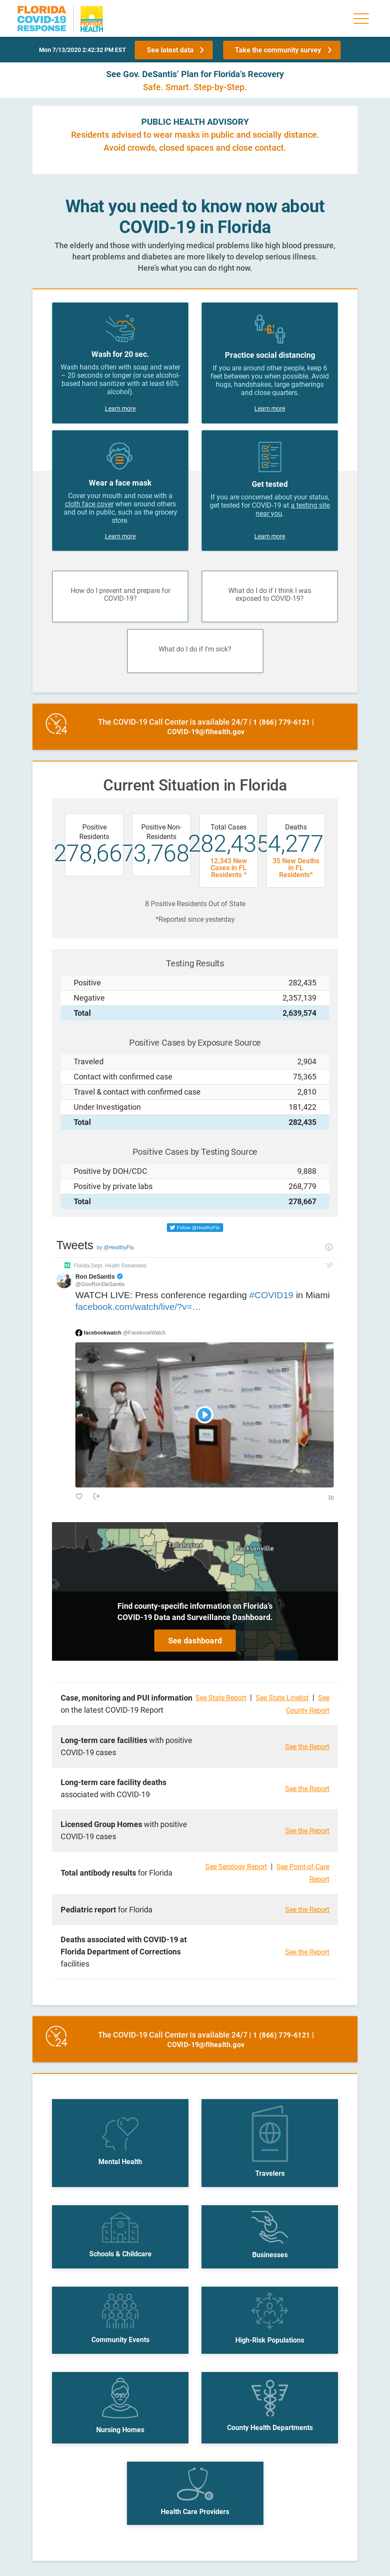 FLORIDA
COVID-19
RESPONSE
Florida
HEALTH
Mon 7/13/2020 2:42:32 PM EST
See latest data
Take the community survey
See Gov. DeSantis’ Plan for Florida’s Recovery
Safe. Smart. Step-by-Step.
PUBLIC HEALTH ADVISORY
Residents advised to wear masks in public and socially distance.
Avoid crowds, closed spaces and close contact.
What you need to know now about
COVID-19 in Florida
The elderly and those with underlying medical problems like high blood pressure,
heart problems and diabetes are more likely to develop serious illness.
Here’s what you can do right now.
Wash for 20 sec.
Wash hands often with soap and water
~ 20 seconds or longer (or use alcohol-
based hand sanitizer with at least 60%
alcohol).
Learn more
6'
Practice social distancing
If you are around other people, keep 6
feet between you when possible. Avoid
hugs, handshakes, large gatherings
and close quarters.
Learn more
Wear a face mask
Cover your mouth and nose with a
cloth face cover when around others
and out in public, such as the grocery
store.
Learn more
Get tested
If you are concerned about your status,
get tested for COVID-19 at a testing site
near you.
Learn more
How do I prevent and prepare for
COVID-19?
What do I do if I think I was
exposed to COVID-19?
What do I do if I’m sick?
24
The COVID-19 Call Center is available 24/7 | 1 (866) 779-6121 |
COVID-19@flhealth.gov
Current Situation in Florida
Positive
Residents
278,667
Positive Non-
Residents
3,768
Total Cases
282,435
12,343 New
Cases in FL
Residents *
Deaths
4,277
35 New Deaths
in FL
Residents*
8 Positive Residents Out of State
*Reported since yesterday
Testing Results
Positive 282,435
Negative 2,357,139
Total 2,639,574
Positive Cases by Exposure Source
Traveled 2,904
Contact with confirmed case 75,365
Travel & contact with confirmed case 2,810
Under Investigation 181,422
Total 282,435
Positive Cases by Testing Source
Positive by DOH/CDC 9,888
Positive by private labs 268,779
Total 278,667
Follow @HealthyFla
Tweets by @HealthyFla
Florida Dept. Health Retweeted
Ron DeSantis
@GovRonDeSantis
WATCH LIVE: Press conference regarding #COVID19 in Miami
facebook.com/watch/live/?v=…
facebookwatch @FacebookWatch
1h
Tallahassee
Jacksonville
Find county-specific information on Florida’s
COVID-19 Data and Surveillance Dashboard.
See dashboard
Case, monitoring and PUI information See State Report | See State Linelist | See
on the latest COVID-19 Report County Report
Long-term care facilities with positive
COVID-19 cases
See the Report
Long-term care facility deaths
associated with COVID-19
See the Report
Licensed Group Homes with positive
COVID-19 cases
See the Report
Total antibody results for Florida
See Serology Report | See Point-of-Care
Report
Pediatric report for Florida See the Report
Deaths associated with COVID-19 at
Florida Department of Corrections
facilities
See the Report
24
The COVID-19 Call Center is available 24/7 | 1 (866) 779-6121 |
COVID-19@flhealth.gov
Mental Health
Travelers
Schools & Childcare
Businesses
Community Events
High-Risk Populations
Nursing Homes
County Health Departments
Health Care Providers